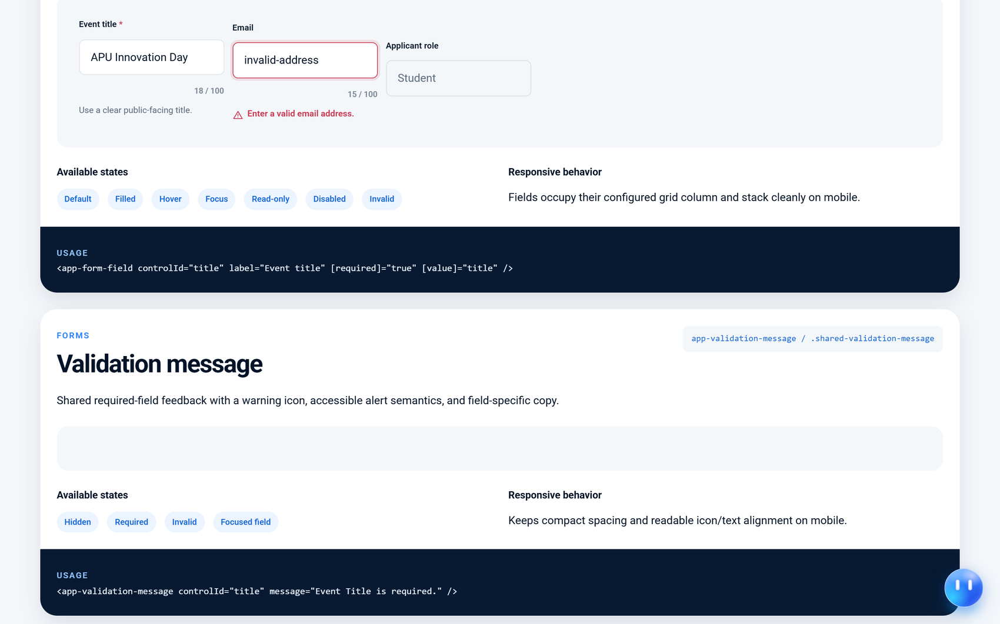 Event title *
APU Innovation Day
18 / 100
Use a clear public-facing title.
Email
invalid-address
15 / 100
Enter a valid email address.
Applicant role
Student
Available states
Default Filled Hover Focus Read-only Disabled Invalid
Responsive behavior
Fields occupy their configured grid column and stack cleanly on mobile.
USAGE
<app-form-field controlId="title" label="Event title" [required]="true" [value]="title" />
FORMS
app-validation-message / .shared-validation-message
Validation message
Shared required-field feedback with a warning icon, accessible alert semantics, and field-specific copy.
Available states
Hidden Required Invalid Focused field
Responsive behavior
Keeps compact spacing and readable icon/text alignment on mobile.
USAGE
<app-validation-message controlId="title" message="Event Title is required." />